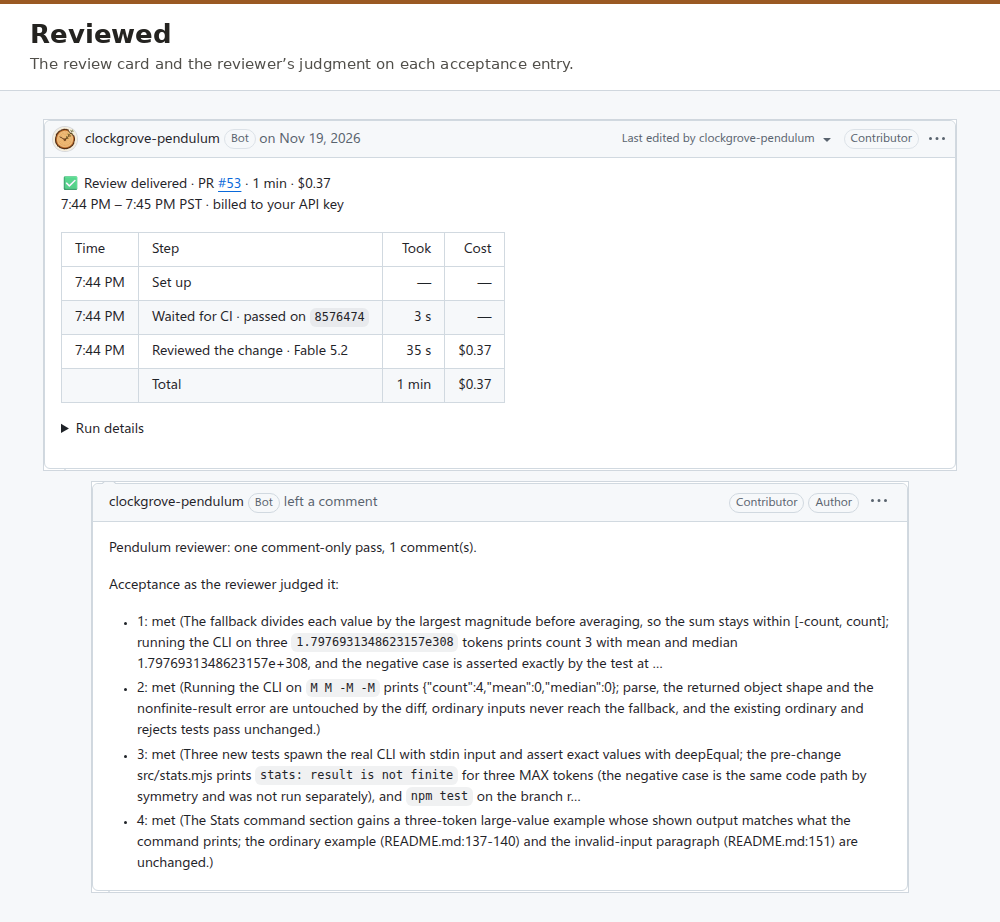 Reviewed
The review card and the reviewer’s judgment on each acceptance entry.
clockgrove-pendulum Bot on Nov 19, 2026 Last edited by clockgrove-pendulum Contributor
✅ Review delivered · PR #53 · 1 min · $0.37
7:44 PM – 7:45 PM PST · billed to your API key
Time Step Took Cost
7:44 PM Set up — —
7:44 PM Waited for CI · passed on 8576474 3 s —
7:44 PM Reviewed the change · Fable 5.2 35 s $0.37
Total 1 min $0.37
Run details
clockgrove-pendulum Bot left a comment Contributor Author
Pendulum reviewer: one comment-only pass, 1 comment(s).
Acceptance as the reviewer judged it:
• 1: met (The fallback divides each value by the largest magnitude before averaging, so the sum stays within [-count, count];
running the CLI on three 1.7976931348623157e308 tokens prints count 3 with mean and median
1.7976931348623157e+308, and the negative case is asserted exactly by the test at ...
• 2: met (Running the CLI on M M -M -M prints {"count":4,"mean":0,"median":0}; parse, the returned object shape and the
nonfinite-result error are untouched by the diff, ordinary inputs never reach the fallback, and the existing ordinary and
rejects tests pass unchanged.)
• 3: met (Three new tests spawn the real CLI with stdin input and assert exact values with deepEqual; the pre-change
src/stats.mjs prints stats: result is not finite for three MAX tokens (the negative case is the same code path by
symmetry and was not run separately), and npm test on the branch r...
• 4: met (The Stats command section gains a three-token large-value example whose shown output matches what the
command prints; the ordinary example (README.md:137-140) and the invalid-input paragraph (README.md:151) are
unchanged.)